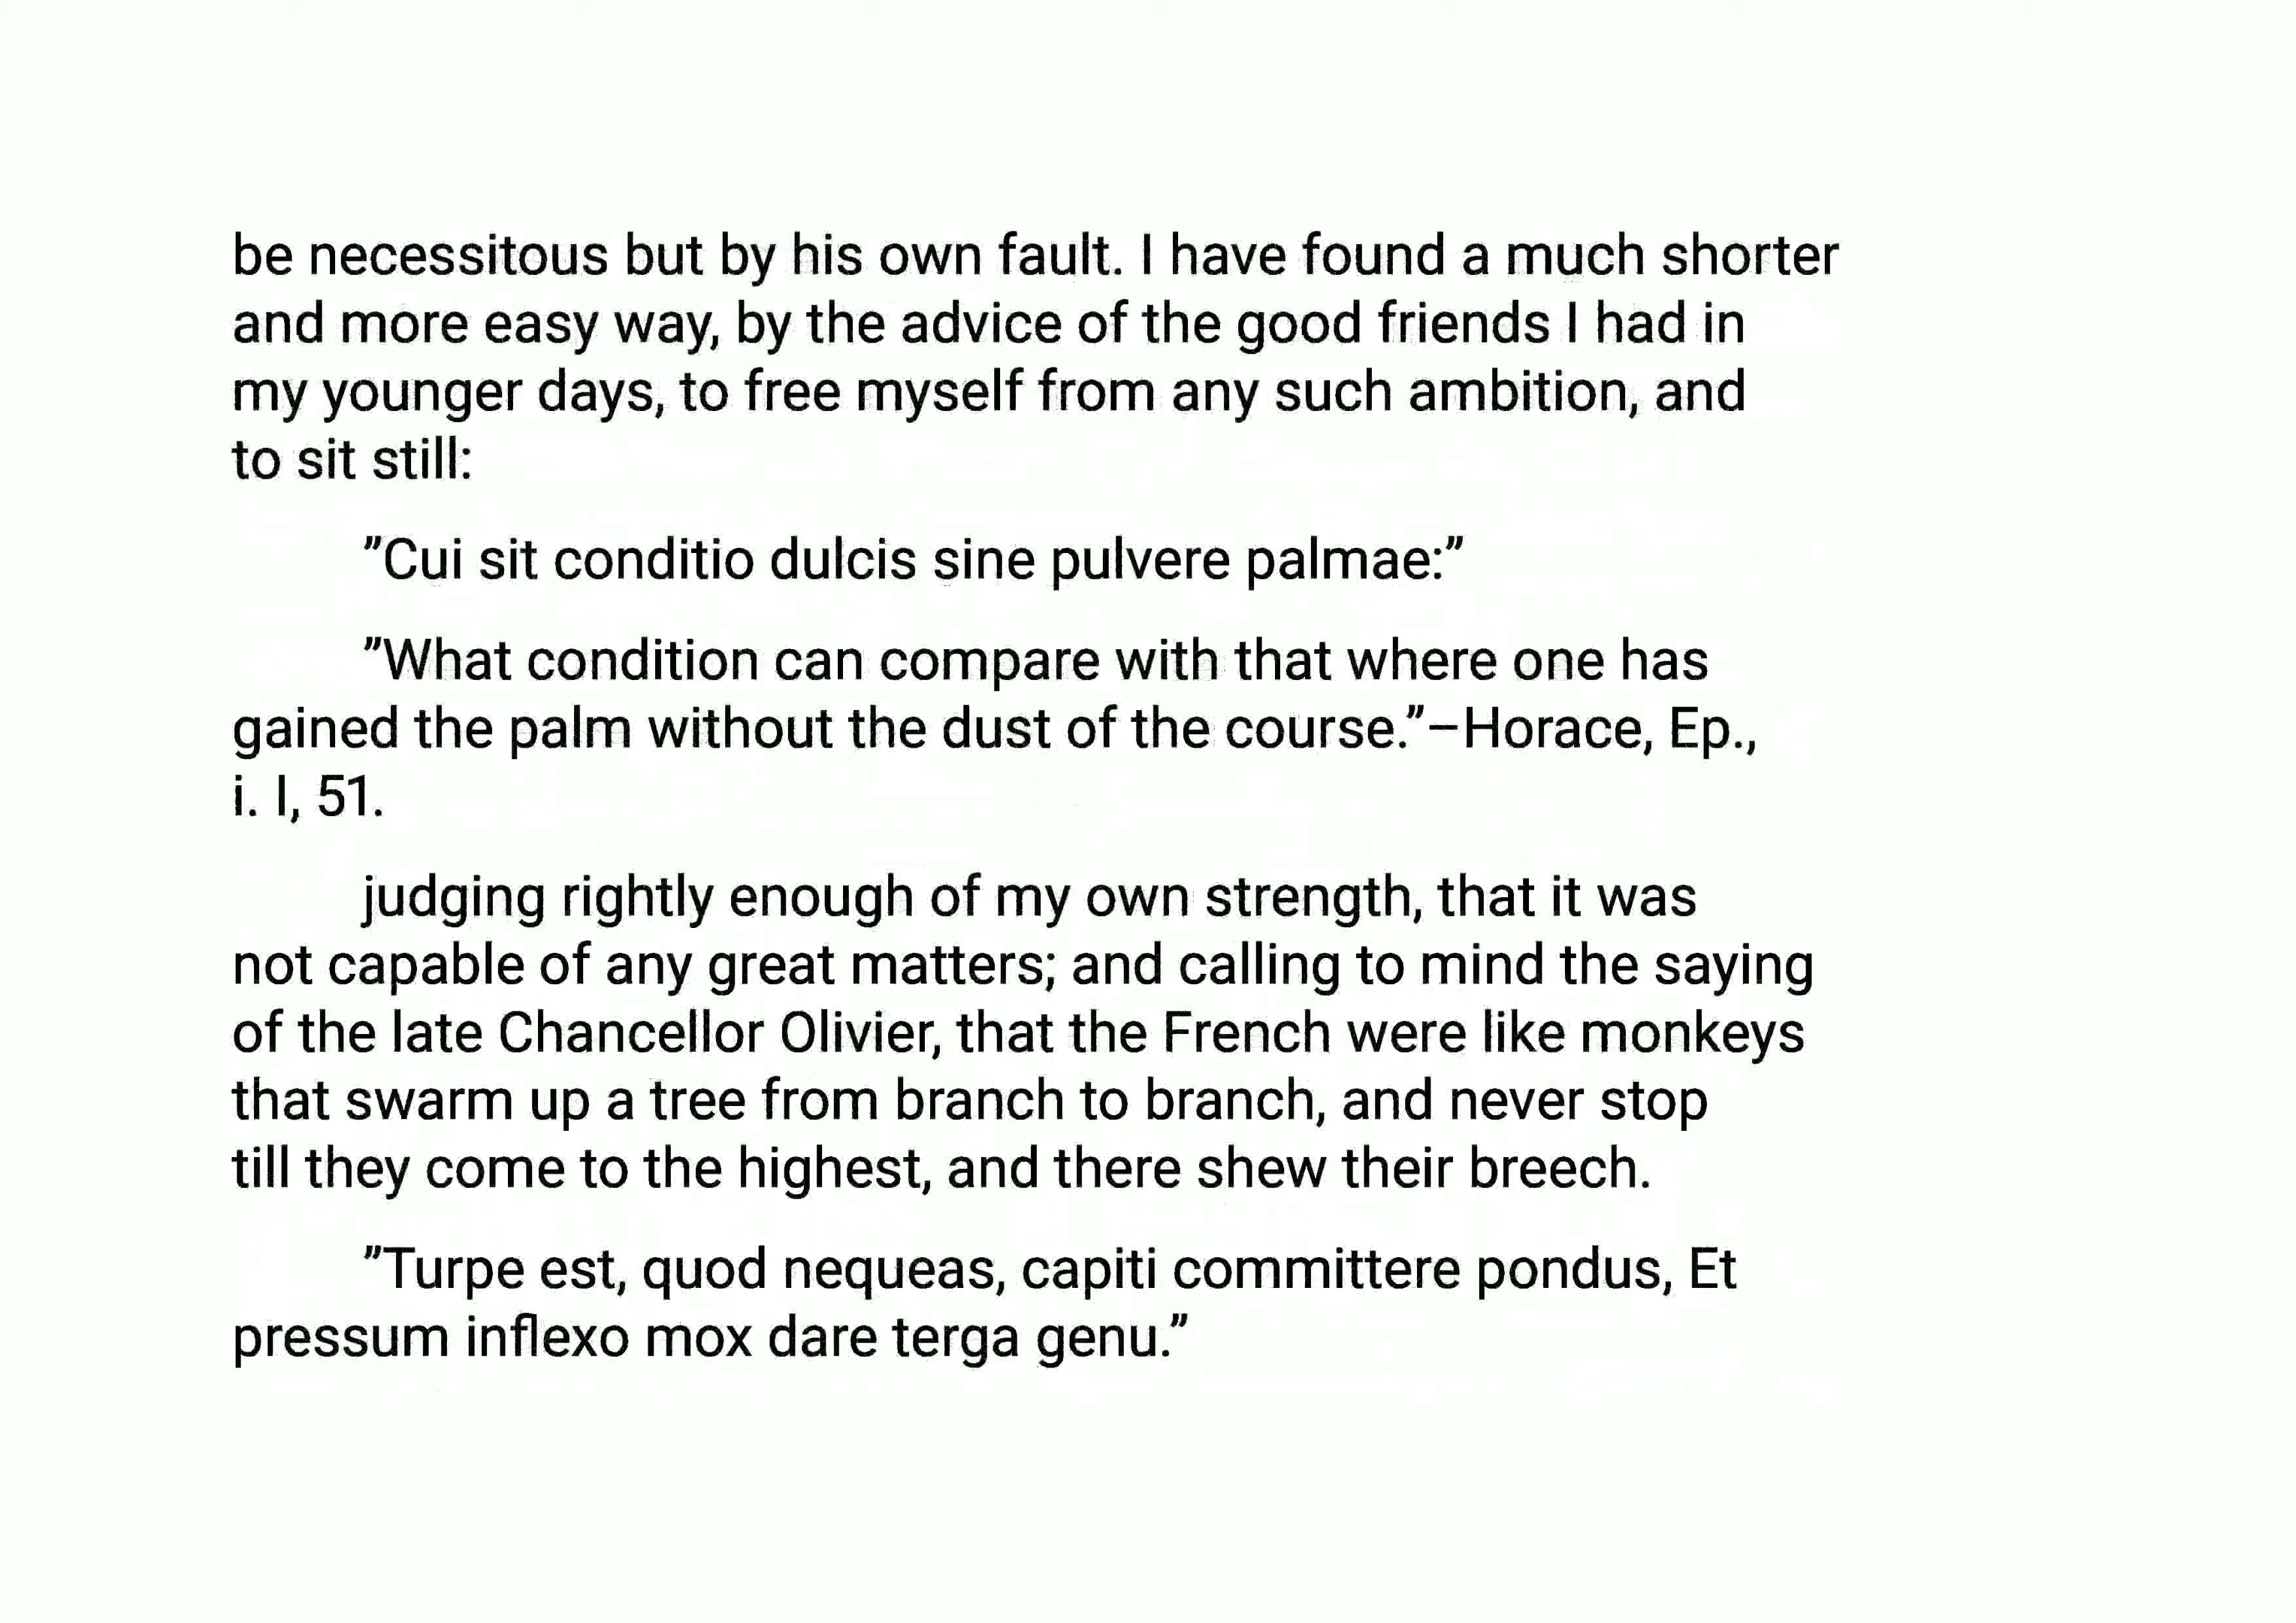 be necessitous but by his own fault. I have found a much shorter
and more easy way, by the advice of the good friends I had in
my younger days, to free myself from any such ambition, and
to sit still:
”Cui sit conditio dulcis sine pulvere palmae:”
”What condition can compare with that where one has
gained the palm without the dust of the course.”–Horace, Ep.,
i. I, 51.
judging rightly enough of my own strength, that it was
not capable of any great matters; and calling to mind the saying
of the late Chancellor Olivier, that the French were like monkeys
that swarm up a tree from branch to branch, and never stop
till they come to the highest, and there shew their breech.
”Turpe est, quod nequeas, capiti committere pondus, Et
pressum inflexo mox dare terga genu.”